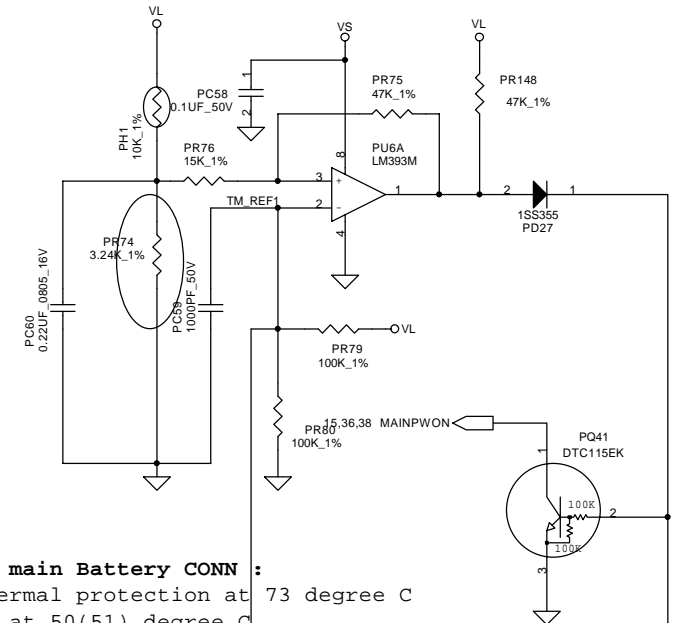 VL
VS
VL
PC58
0.1UF_50V
1
2
PR75
47K_1%
PR148
47K_1%
PH1
10K_1%
PR76
15K_1%
PU6A
LM393M
8
3
+
1
TM_REF1
2
-
4
2
1
1SS355
PD27
PR74
3.24K_1%
PC60
0.22UF_0805_16V
PC59
1000PF_50V
VL
PR79
100K_1%
PR80
100K_1%
15,36,38 MAINPWON
PQ41
DTC115EK
1
100K
2
100K
3
main Battery CONN :
ermal protection at 73 degree C
at 50(51) degree C